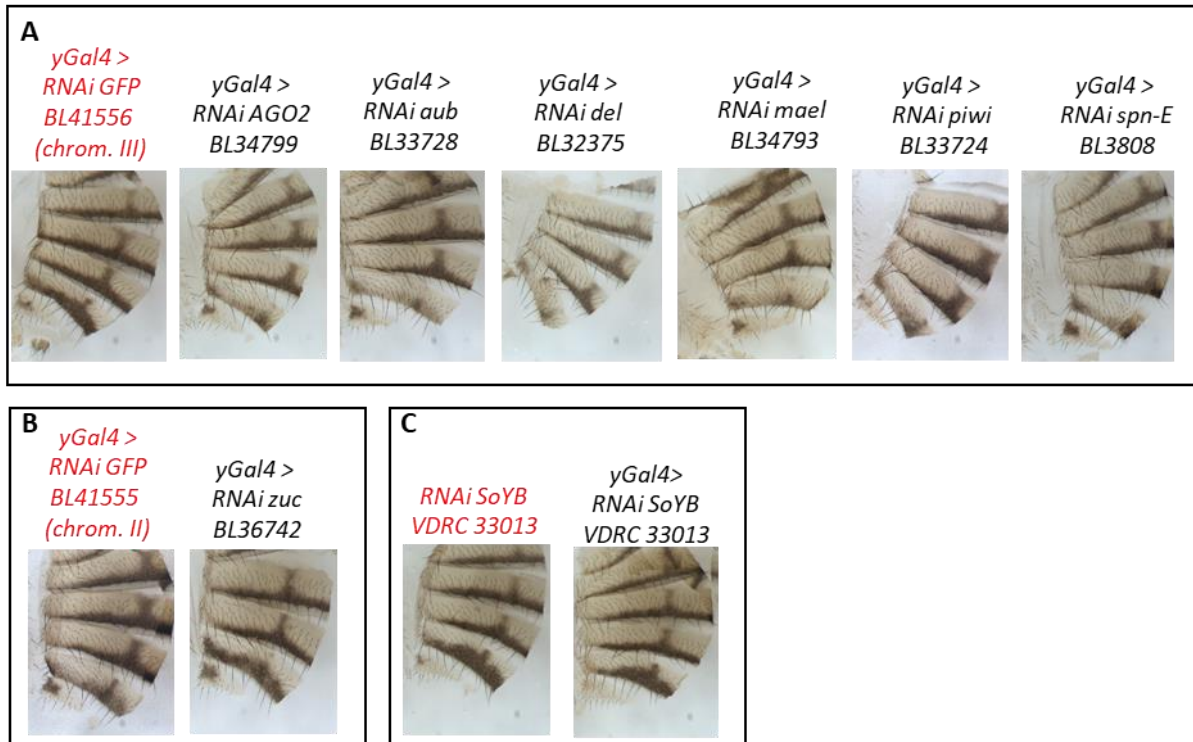 A
yGal4 >
RNAi GFP
BL41556
(chrom. III)
yGal4 >
RNAi AGO2
BL34799
yGal4 >
RNAi aub
BL33728
yGal4 >
RNAi del
BL32375
yGal4 >
RNAi mael
BL34793
yGal4 >
RNAi piwi
BL33724
yGal4 >
RNAi spn-E
BL3808
B
yGal4 >
RNAi GFP
BL41555
(chrom. II)
yGal4 >
RNAi zuc
BL36742
C
RNAi SoYB
VDRC 33013
yGal4>
RNAi SoYB
VDRC 33013